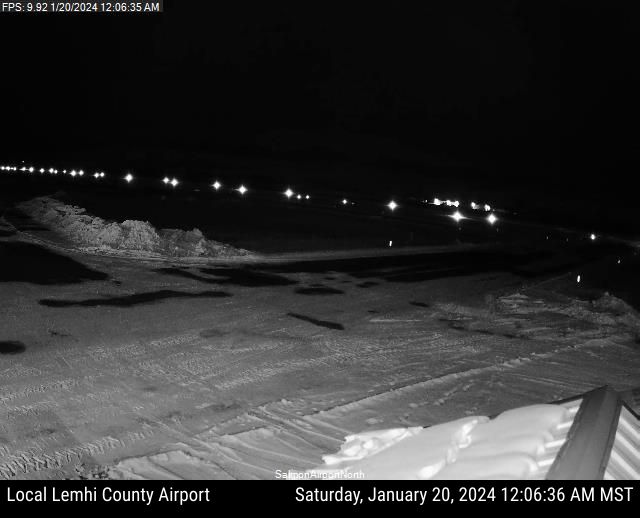 FPS: 9.92 1/20/2024 12:06:35 AM
SalmonAirportNorth
Local Lemhi County Airport Saturday, January 20, 2024 12:06:36 AM MST